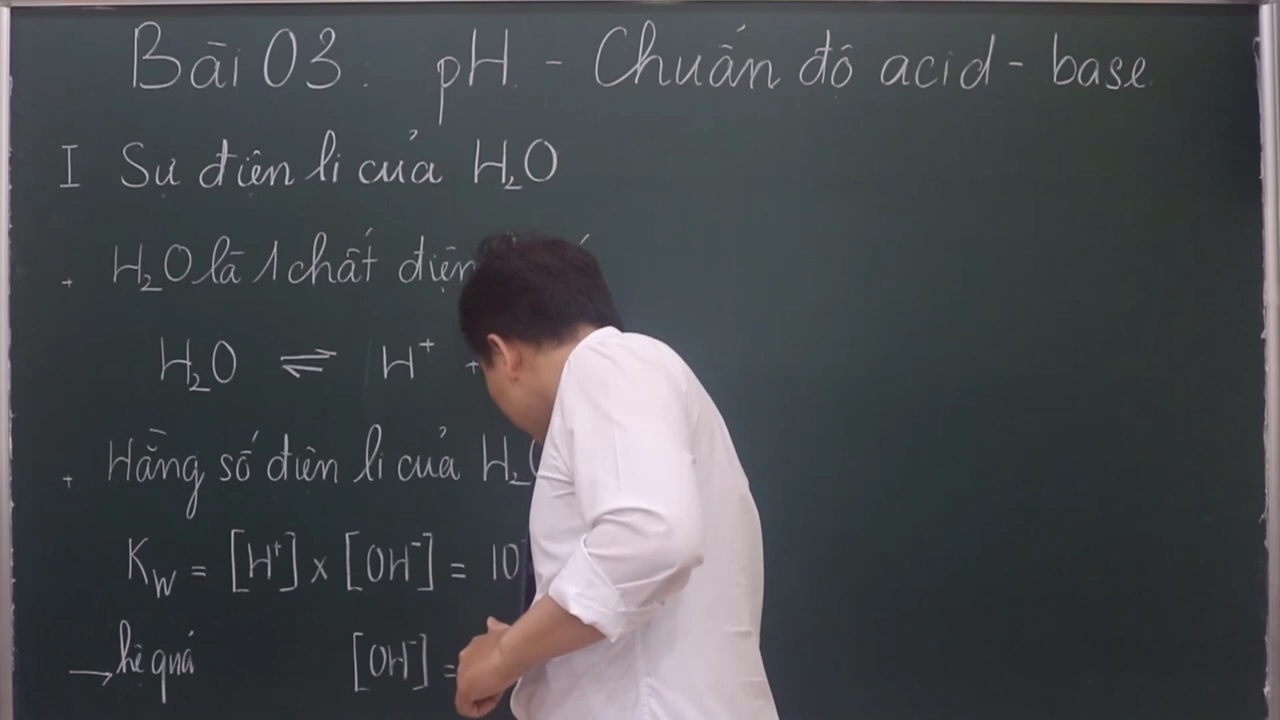 Bài 03: pH - Chuẩn độ acid - base
I Sự điện li của H₂O
+ H₂O là 1 chất điện
H₂O ⇌ H⁺ +
+ Hằng số điện li của H₂O
K_W = [H⁺] x [OH⁻] = 10
→ hệ quả [OH⁻] =